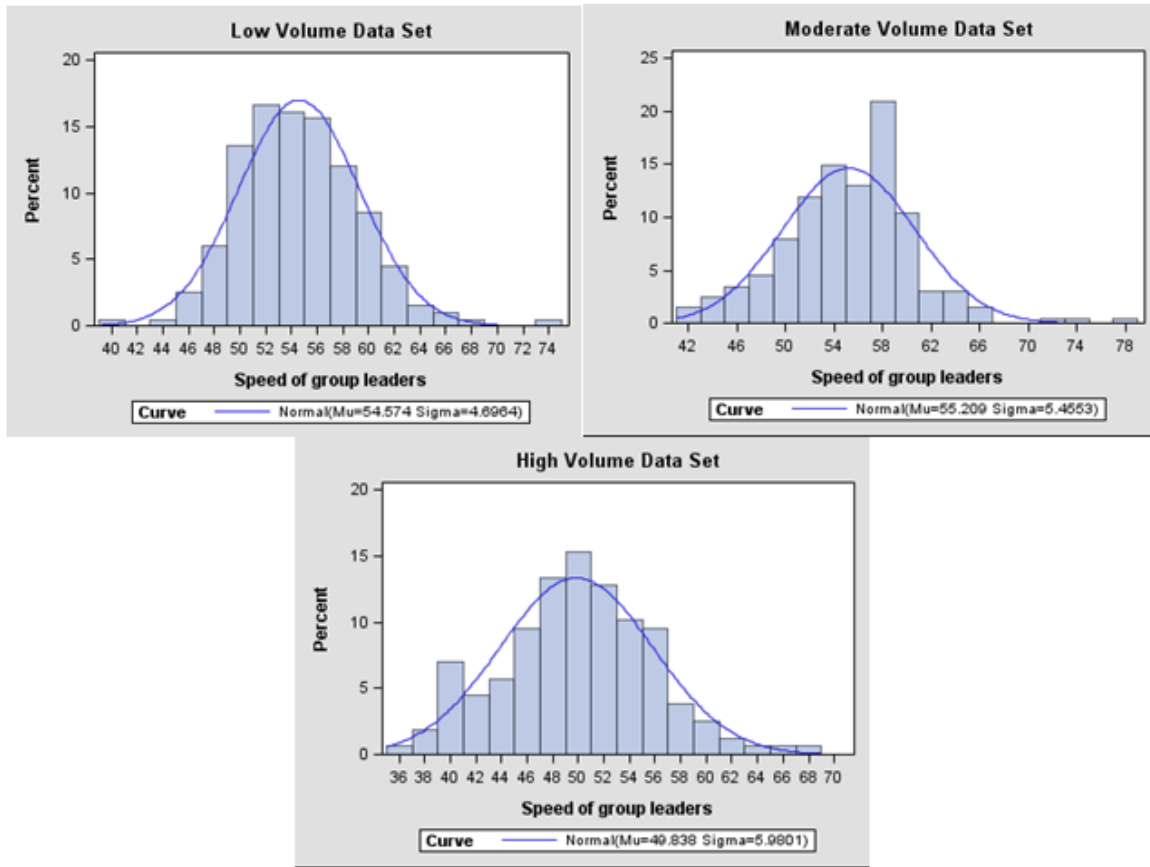 Low Volume Data Set
20
15
10
5
0
Percent
40 42 44 46 48 50 52 54 56 58 60 62 64 66 68 70 72 74
Speed of group leaders
Curve Normal(Mu=54.574 Sigma=4.6964)
Moderate Volume Data Set
25
20
15
10
5
0
Percent
42 46 50 54 58 62 66 70 74 78
Speed of group leaders
Curve Normal(Mu=55.209 Sigma=5.4553)
High Volume Data Set
20
15
10
5
0
Percent
36 38 40 42 44 46 48 50 52 54 56 58 60 62 64 66 68 70
Speed of group leaders
Curve Normal(Mu=49.838 Sigma=5.9801)